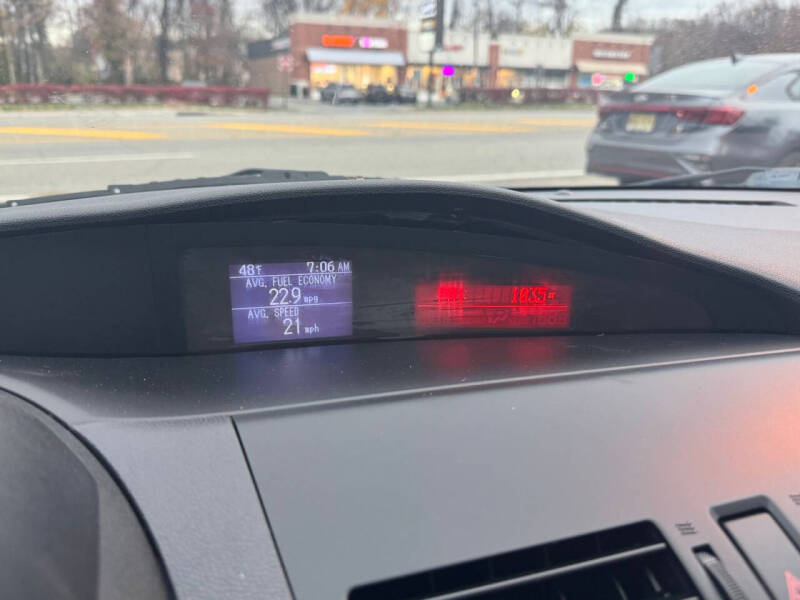 48°F 7:06 AM
AVG. FUEL ECONOMY
22.9 mpg
AVG. SPEED
21 mph